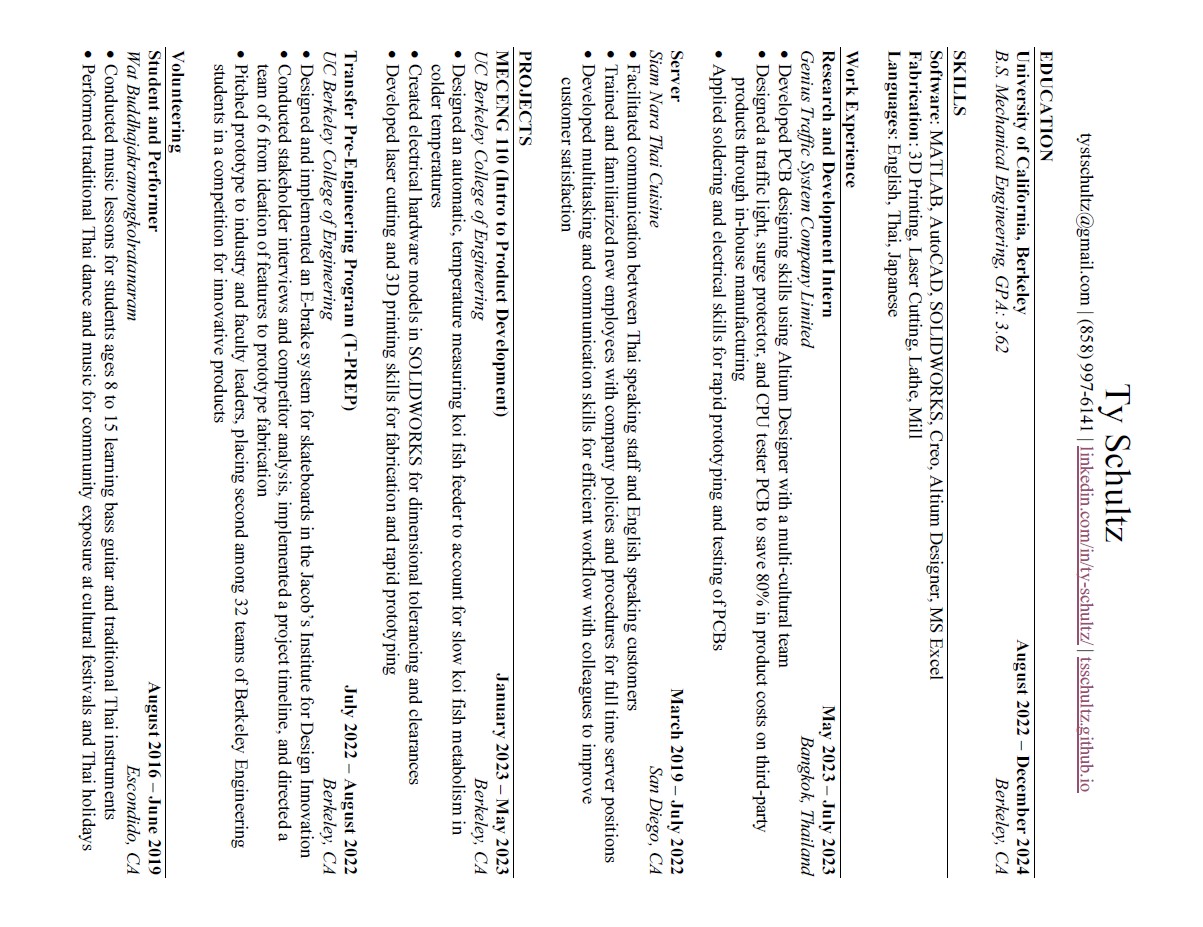 Ty Schultz
tystschultz@gmail.com | (858) 997-6141 | linkedin.com/in/ty-schultz/ | tsschultz.github.io
EDUCATION
University of California, Berkeley August 2022 – December 2024
B.S. Mechanical Engineering, GPA: 3.62 Berkeley, CA
SKILLS
Software: MATLAB, AutoCAD, SOLIDWORKS, Creo, Altium Designer, MS Excel
Fabrication: 3D Printing, Laser Cutting, Lathe, Mill
Languages: English, Thai, Japanese
Work Experience
Research and Development Intern May 2023 – July 2023
Genius Traffic System Company Limited Bangkok, Thailand
• Developed PCB designing skills using Altium Designer with a multi-cultural team
• Designed a traffic light, surge protector, and CPU tester PCB to save 80% in product costs on third-party
products through in-house manufacturing
• Applied soldering and electrical skills for rapid prototyping and testing of PCBs
Server March 2019 – July 2022
Siam Nara Thai Cuisine San Diego, CA
• Facilitated communication between Thai speaking staff and English speaking customers
• Trained and familiarized new employees with company policies and procedures for full time server positions
• Developed multitasking and communication skills for efficient workflow with colleagues to improve
customer satisfaction
PROJECTS
MECENG 110 (Intro to Product Development) January 2023 – May 2023
UC Berkeley College of Engineering Berkeley, CA
• Designed an automatic, temperature measuring koi fish feeder to account for slow koi fish metabolism in
colder temperatures
• Created electrical hardware models in SOLIDWORKS for dimensional tolerancing and clearances
• Developed laser cutting and 3D printing skills for fabrication and rapid prototyping
Transfer Pre-Engineering Program (T-PREP) July 2022 – August 2022
UC Berkeley College of Engineering Berkeley, CA
• Designed and implemented an E-brake system for skateboards in the Jacob’s Institute for Design Innovation
• Conducted stakeholder interviews and competitor analysis, implemented a project timeline, and directed a
team of 6 from ideation of features to prototype fabrication
• Pitched prototype to industry and faculty leaders, placing second among 32 teams of Berkeley Engineering
students in a competition for innovative products
Volunteering
Student and Performer August 2016 – June 2019
Wat Buddhajakramongkolratanaram Escondido, CA
• Conducted music lessons for students ages 8 to 15 learning bass guitar and traditional Thai instruments
• Performed traditional Thai dance and music for community exposure at cultural festivals and Thai holidays